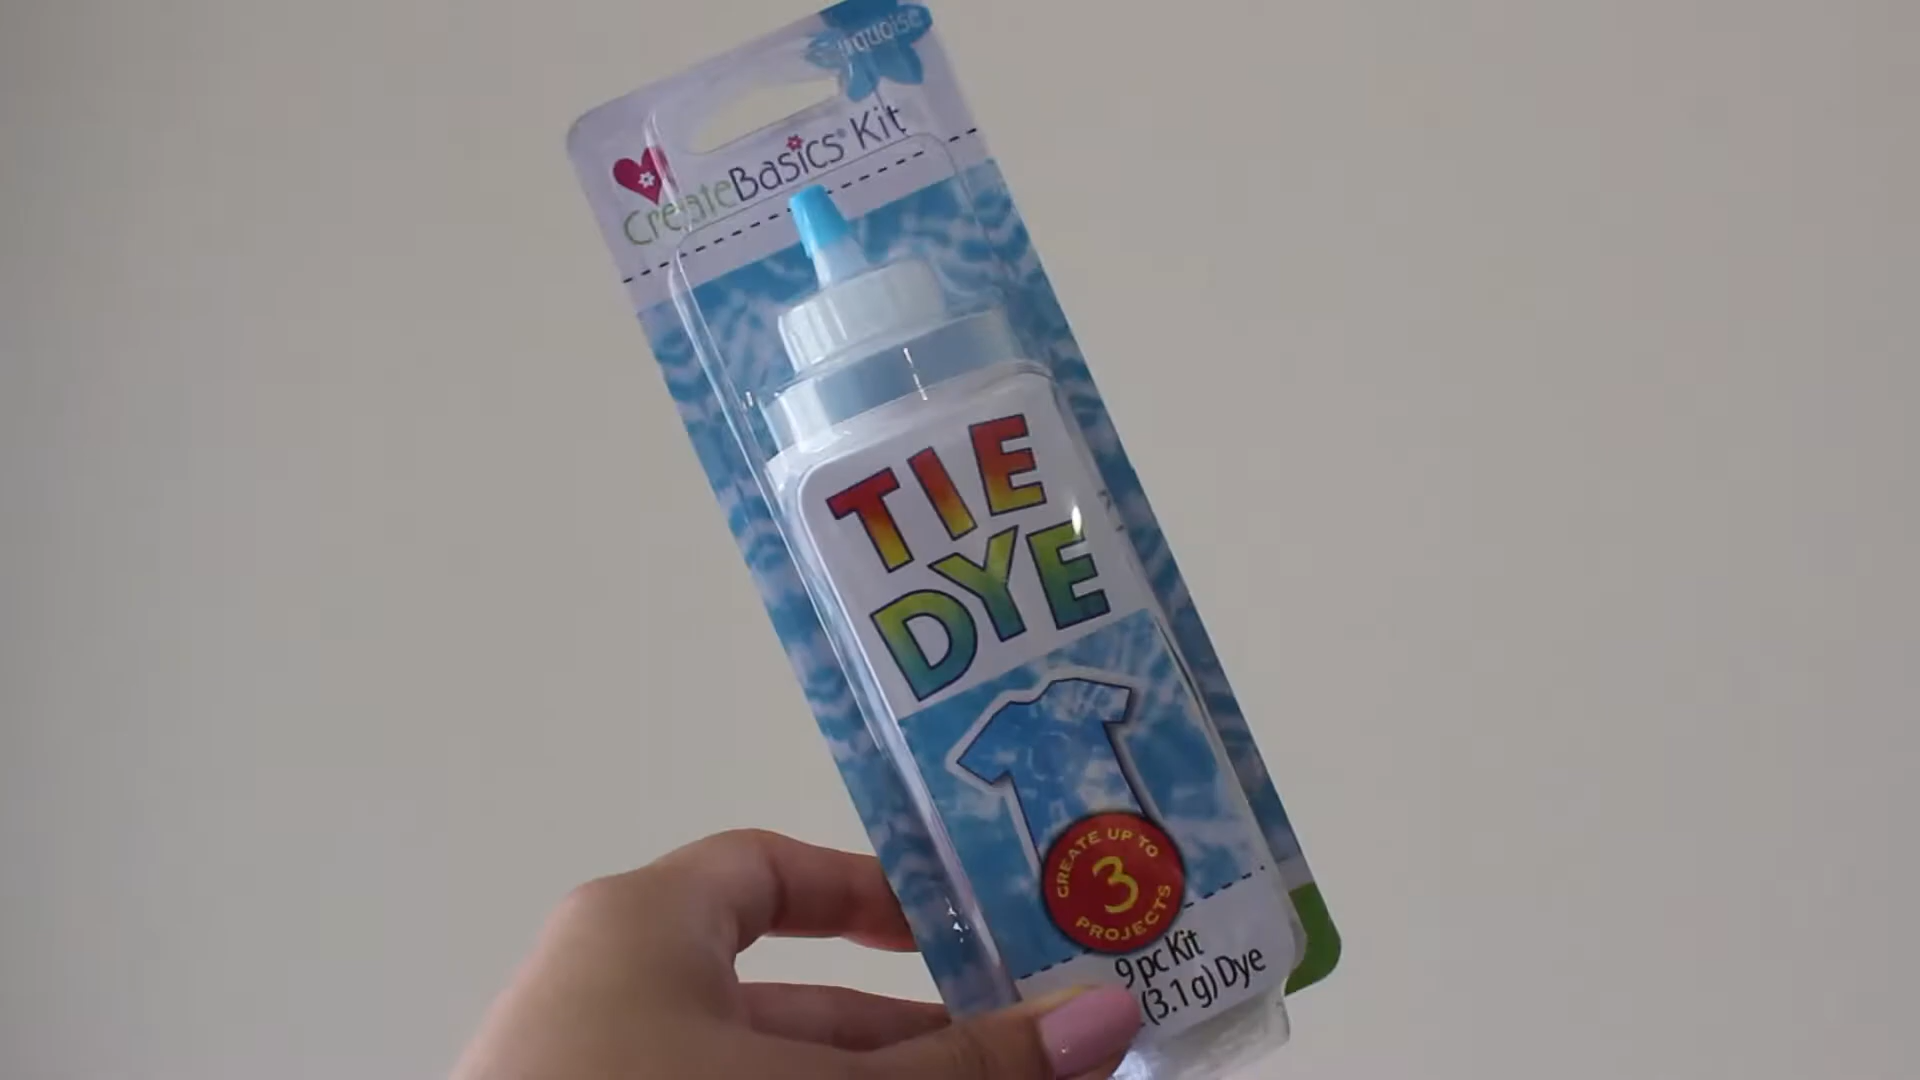 CreateBasics® Kit
TIE
DYE
CREATE UP TO
3
PROJECTS
9 pc Kit
(3.1 g) Dye